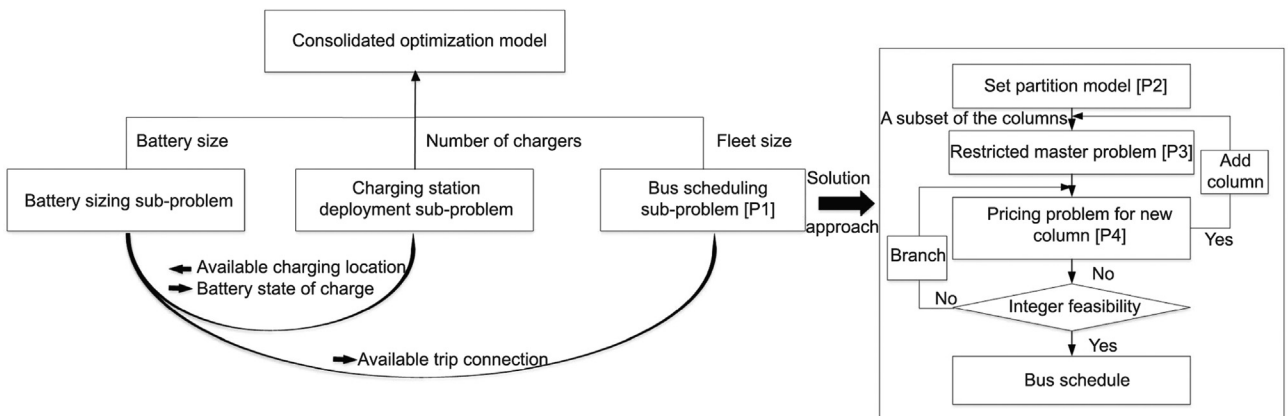 Consolidated optimization model
Battery size
Number of chargers
Fleet size
Battery sizing sub-problem
Charging station
deployment sub-problem
Bus scheduling
sub-problem [P1]
Available charging location
Battery state of charge
Available trip connection
Solution
approach
Set partition model [P2]
A subset of the columns
Restricted master problem [P3]
Add
column
Pricing problem for new
column [P4]
Yes
Branch
No
No
Integer feasibility
Yes
Bus schedule